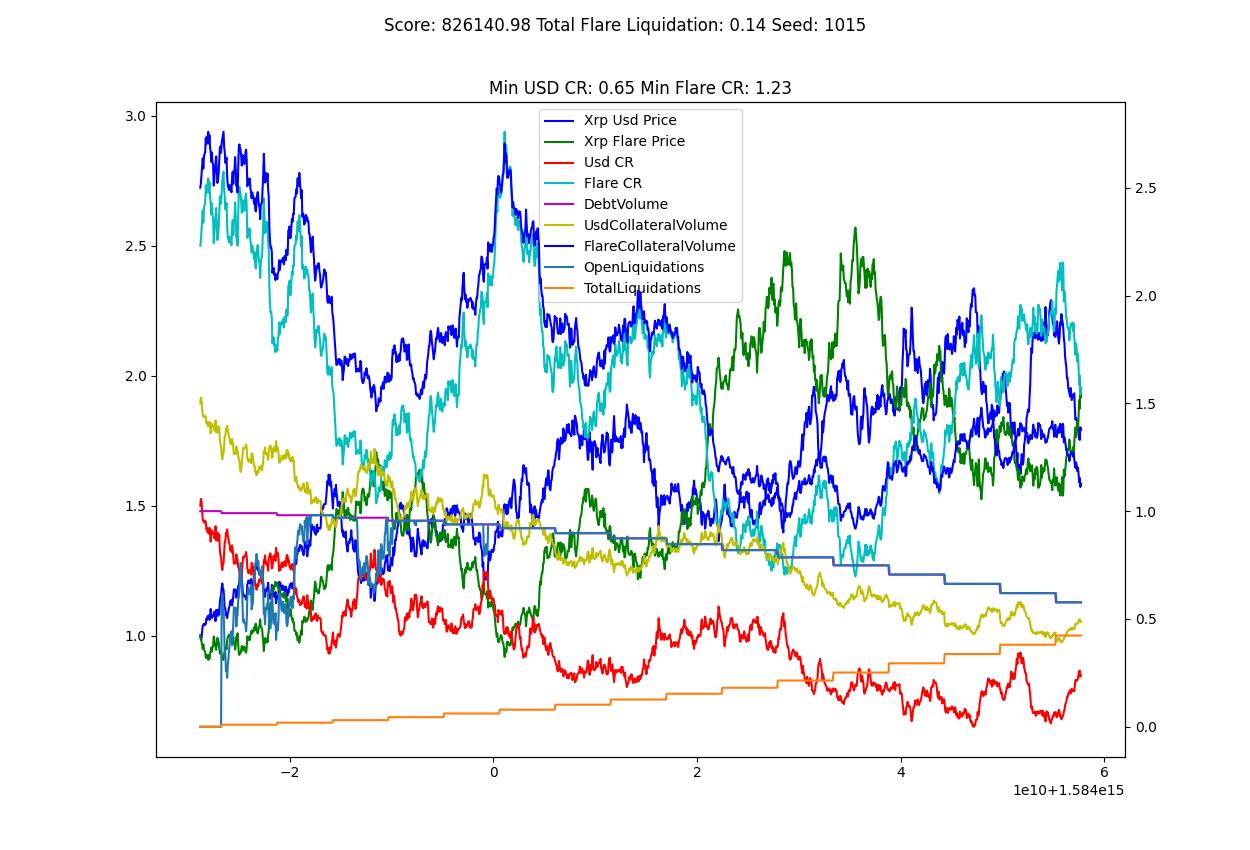 Score: 826140.98 Total Flare Liquidation: 0.14 Seed: 1015
Min USD CR: 0.65 Min Flare CR: 1.23
Xrp Usd Price
Xrp Flare Price
Usd CR
Flare CR
DebtVolume
UsdCollateralVolume
FlareCollateralVolume
OpenLiquidations
TotalLiquidations
3.0
2.5
2.0
1.5
1.0
2.5
2.0
1.5
1.0
0.5
0.0
−2 0 2 4 6
1e10+1.584e15